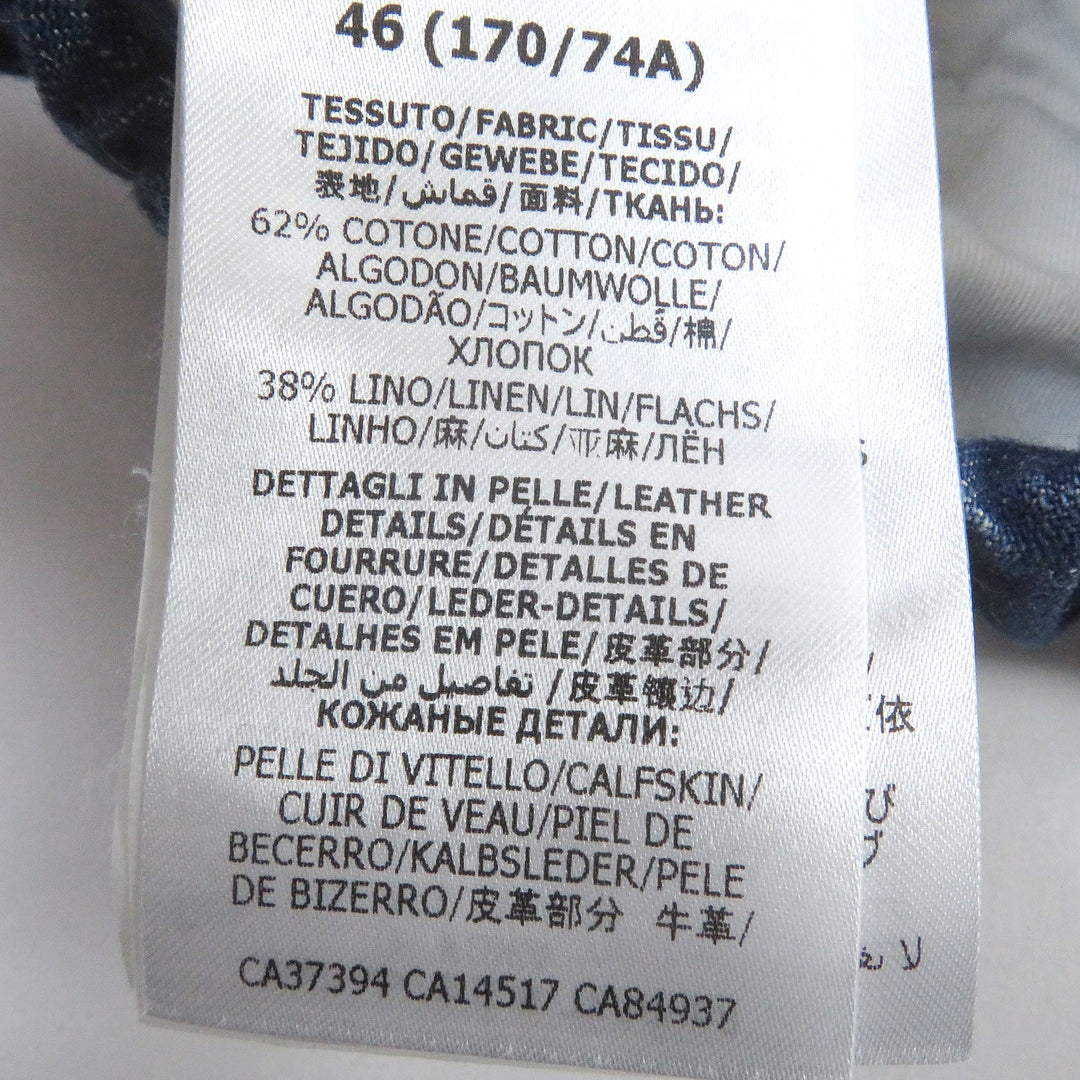 46 (170/74A)
TESSUTO/FABRIC/TISSU/
TEJIDO/GEWEBE/TECIDO/
表地/قماش/面料/ТКАНЬ:
62% COTONE/COTTON/COTON/
ALGODON/BAUMWOLLE/
ALGODÃO/コットン/قُطن/棉/
ХЛОПОК
38% LINO/LINEN/LIN/FLACHS/
LINHO/麻/كتان/亚麻/ЛЁН
DETTAGLI IN PELLE/LEATHER
DETAILS/DÉTAILS EN
FOURRURE/DETALLES DE
CUERO/LEDER-DETAILS/
DETALHES EM PELE/皮革部分/
تفاصيل من الجلد /皮革镶边/
КОЖАНЫЕ ДЕТАЛИ:
PELLE DI VITELLO/CALFSKIN/
CUIR DE VEAU/PIEL DE
BECERRO/KALBSLEDER/PELE
DE BIZERRO/皮革部分 牛革/
CA37394 CA14517 CA84937